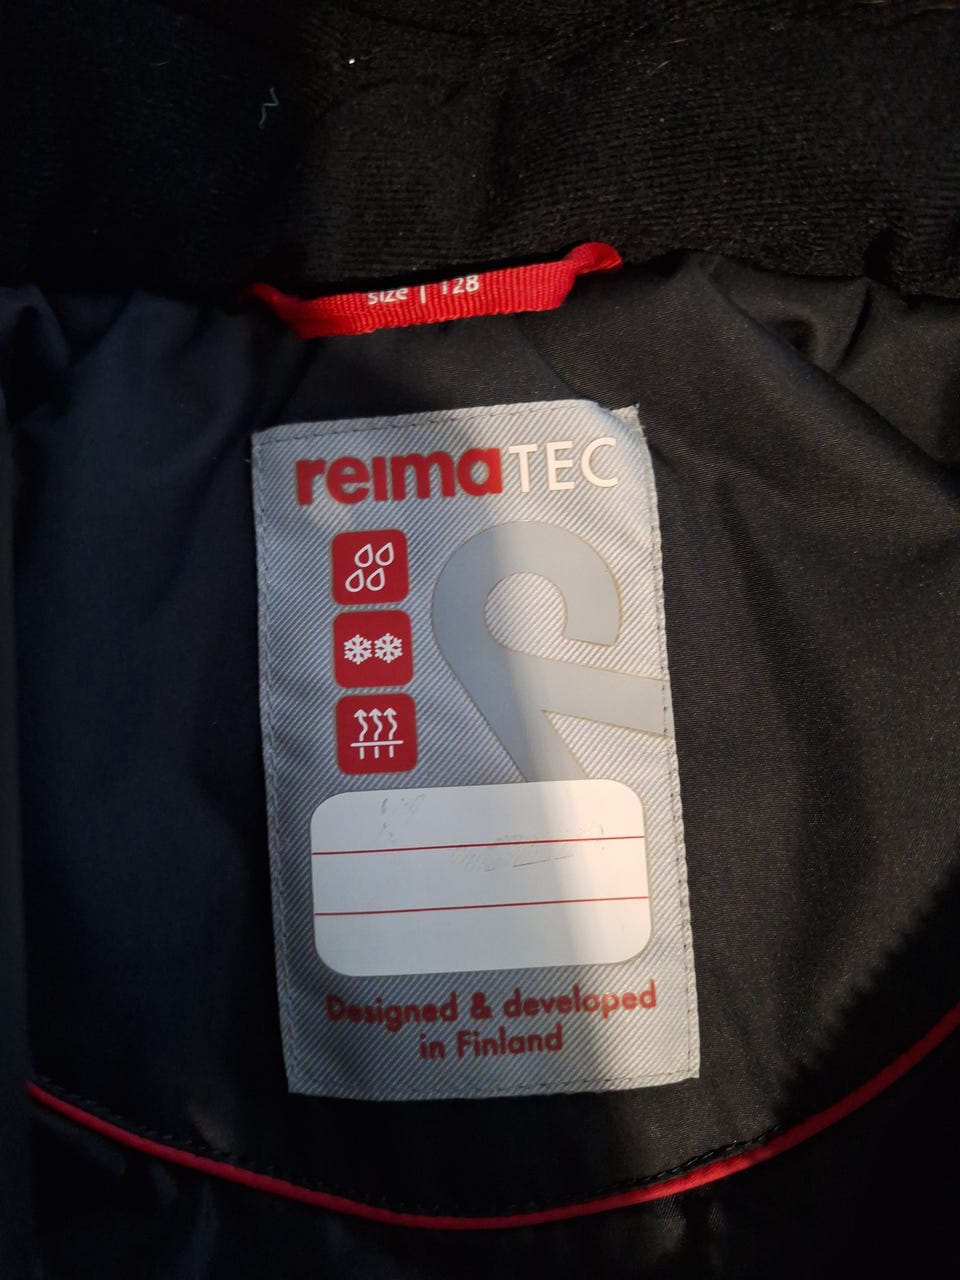 size | 128
reimaTEC
Designed & developed
in Finland